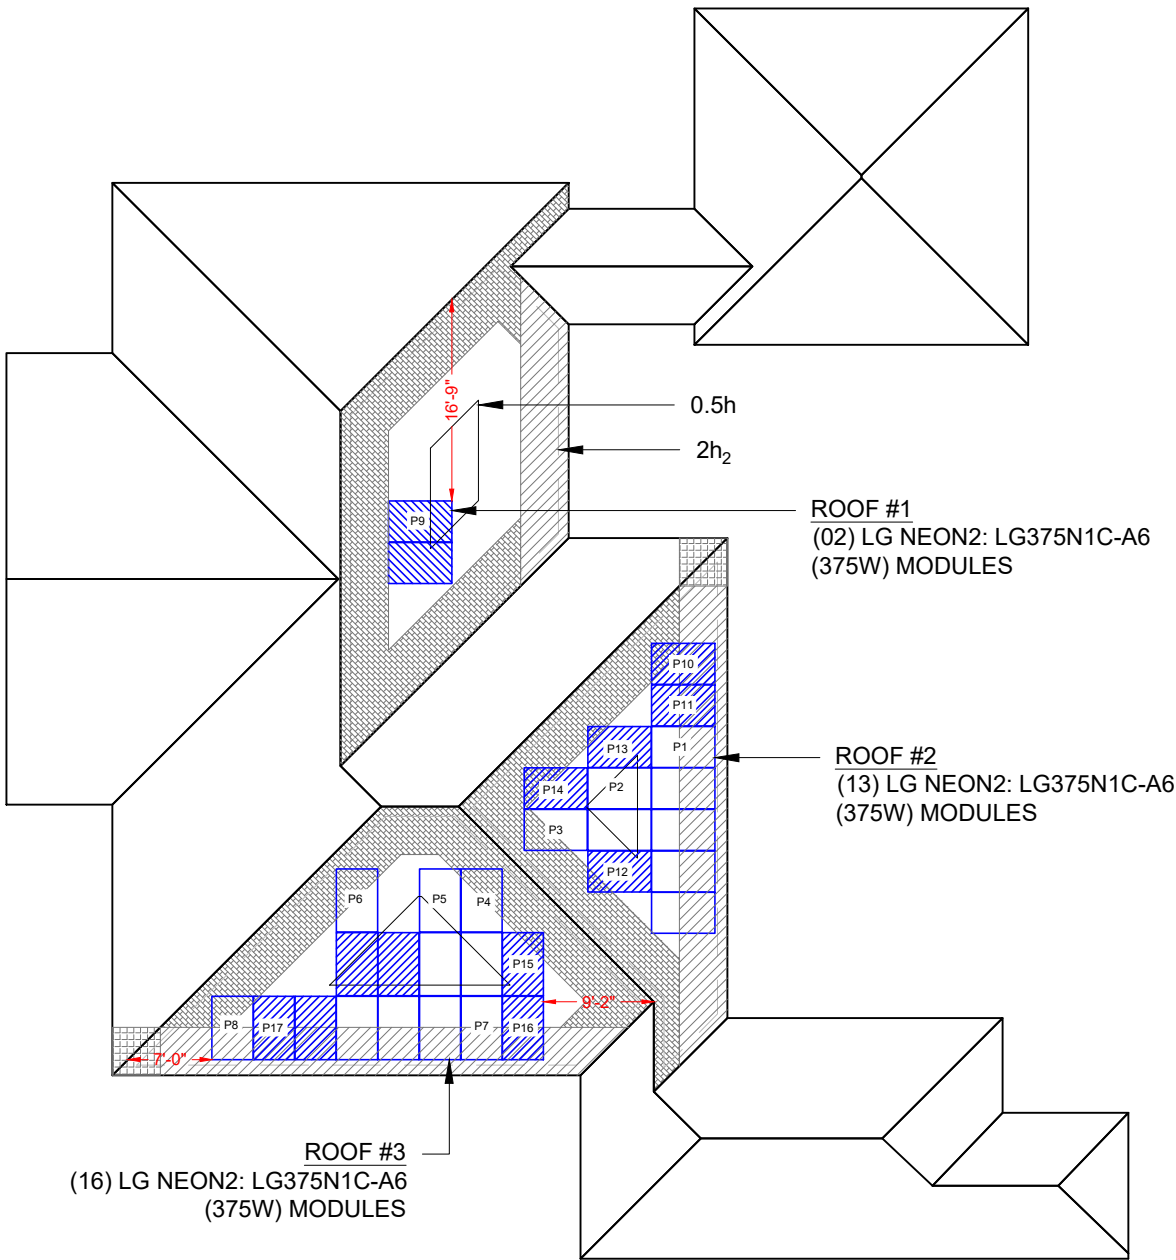 16'-9"
0.5h
2h₂
P9
ROOF #1
(02) LG NEON2: LG375N1C-A6
(375W) MODULES
P10
P11
P13
P1
P14
P2
P3
P12
ROOF #2
(13) LG NEON2: LG375N1C-A6
(375W) MODULES
P6
P5
P4
P15
P8
P17
P7
P16
9'-2"
7'-0"
ROOF #3
(16) LG NEON2: LG375N1C-A6
(375W) MODULES